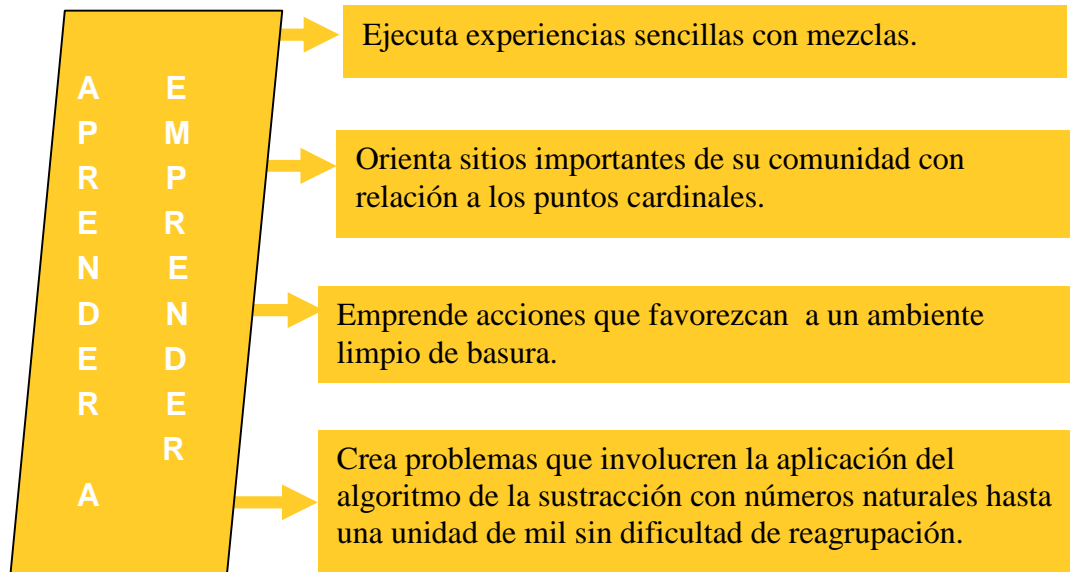 APRENDER A
EMPRENDER
Ejecuta experiencias sencillas con mezclas.
Orienta sitios importantes de su comunidad con
relación a los puntos cardinales.
Emprende acciones que favorezcan a un ambiente
limpio de basura.
Crea problemas que involucren la aplicación del
algoritmo de la sustracción con números naturales hasta
una unidad de mil sin dificultad de reagrupación.